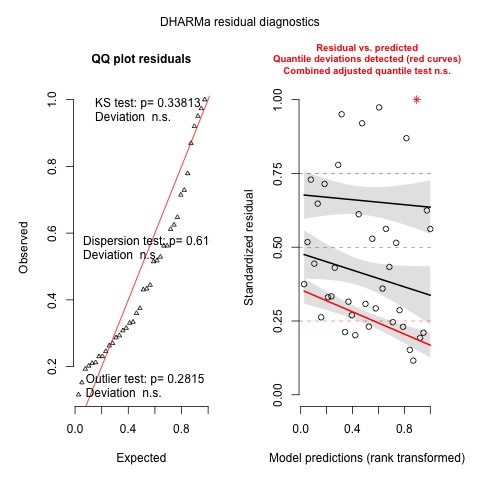 DHARMa residual diagnostics
QQ plot residuals
Observed
0.2
0.4
0.6
0.8
1.0
KS test: p= 0.33813
Deviation n.s.
Dispersion test: p= 0.61
Deviation n.s.
Outlier test: p= 0.2815
Deviation n.s.
0.0
0.4
0.8
Expected
Residual vs. predicted
Quantile deviations detected (red curves)
Combined adjusted quantile test n.s.
Standardized residual
0.00
0.25
0.50
0.75
1.00
0.0
0.4
0.8
Model predictions (rank transformed)